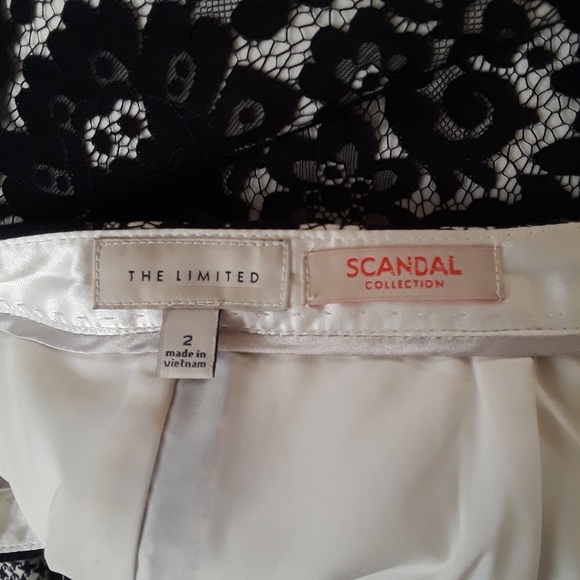 THE LIMITED
SCANDAL
COLLECTION
2
made in
vietnam